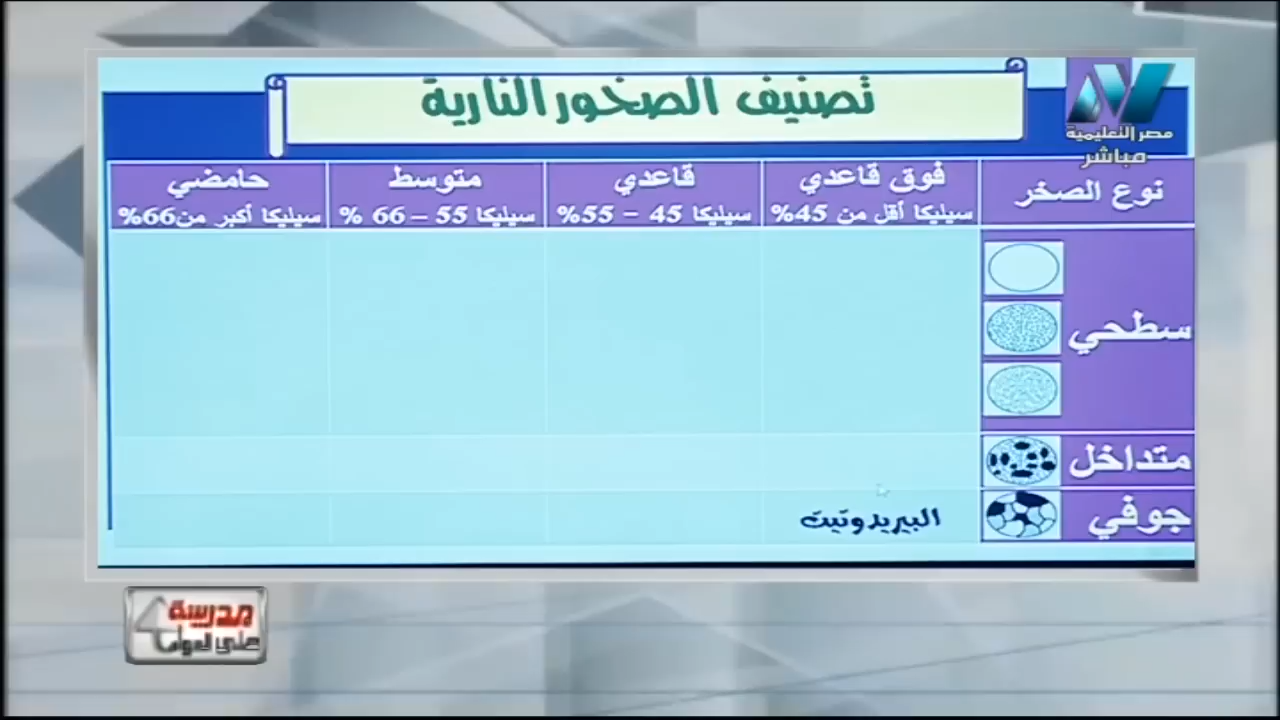 تصنيف الصخور النارية
مصر التعليمية
مباشر
نوع الصخر
فوق قاعدي
سيليكا أقل من 45%
قاعدي
سيليكا 45 – 55%
متوسط
سيليكا 55 – 66 %
حامضي
سيليكا أكبر من66%
سطحي
متداخل
جوفي
البيريدوتيت
مدرسة
على الهواء